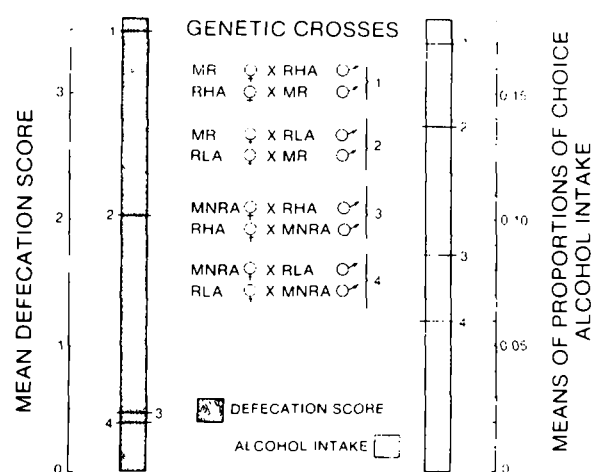 GENETIC CROSSES
MR ♀ X RHA ♂
RHA ♀ X MR ♂
1
MR ♀ X RLA ♂
RLA ♀ X MR ♂
2
MNRA ♀ X RHA ♂
RHA ♀ X MNRA ♂
3
MNRA ♀ X RLA ♂
RLA ♀ X MNRA ♂
4
DEFECATION SCORE
ALCOHOL INTAKE
MEAN DEFECATION SCORE
3
2
1
0
1
2
3
4
1
2
3
4
0.15
0.10
0.05
0
MEANS OF PROPORTIONS OF CHOICE
ALCOHOL INTAKE